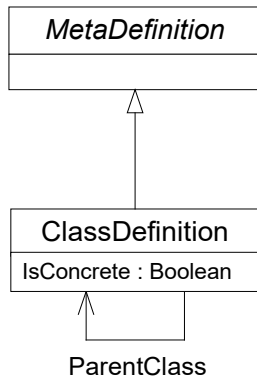 MetaDefinition
ClassDefinition
IsConcrete : Boolean
ParentClass